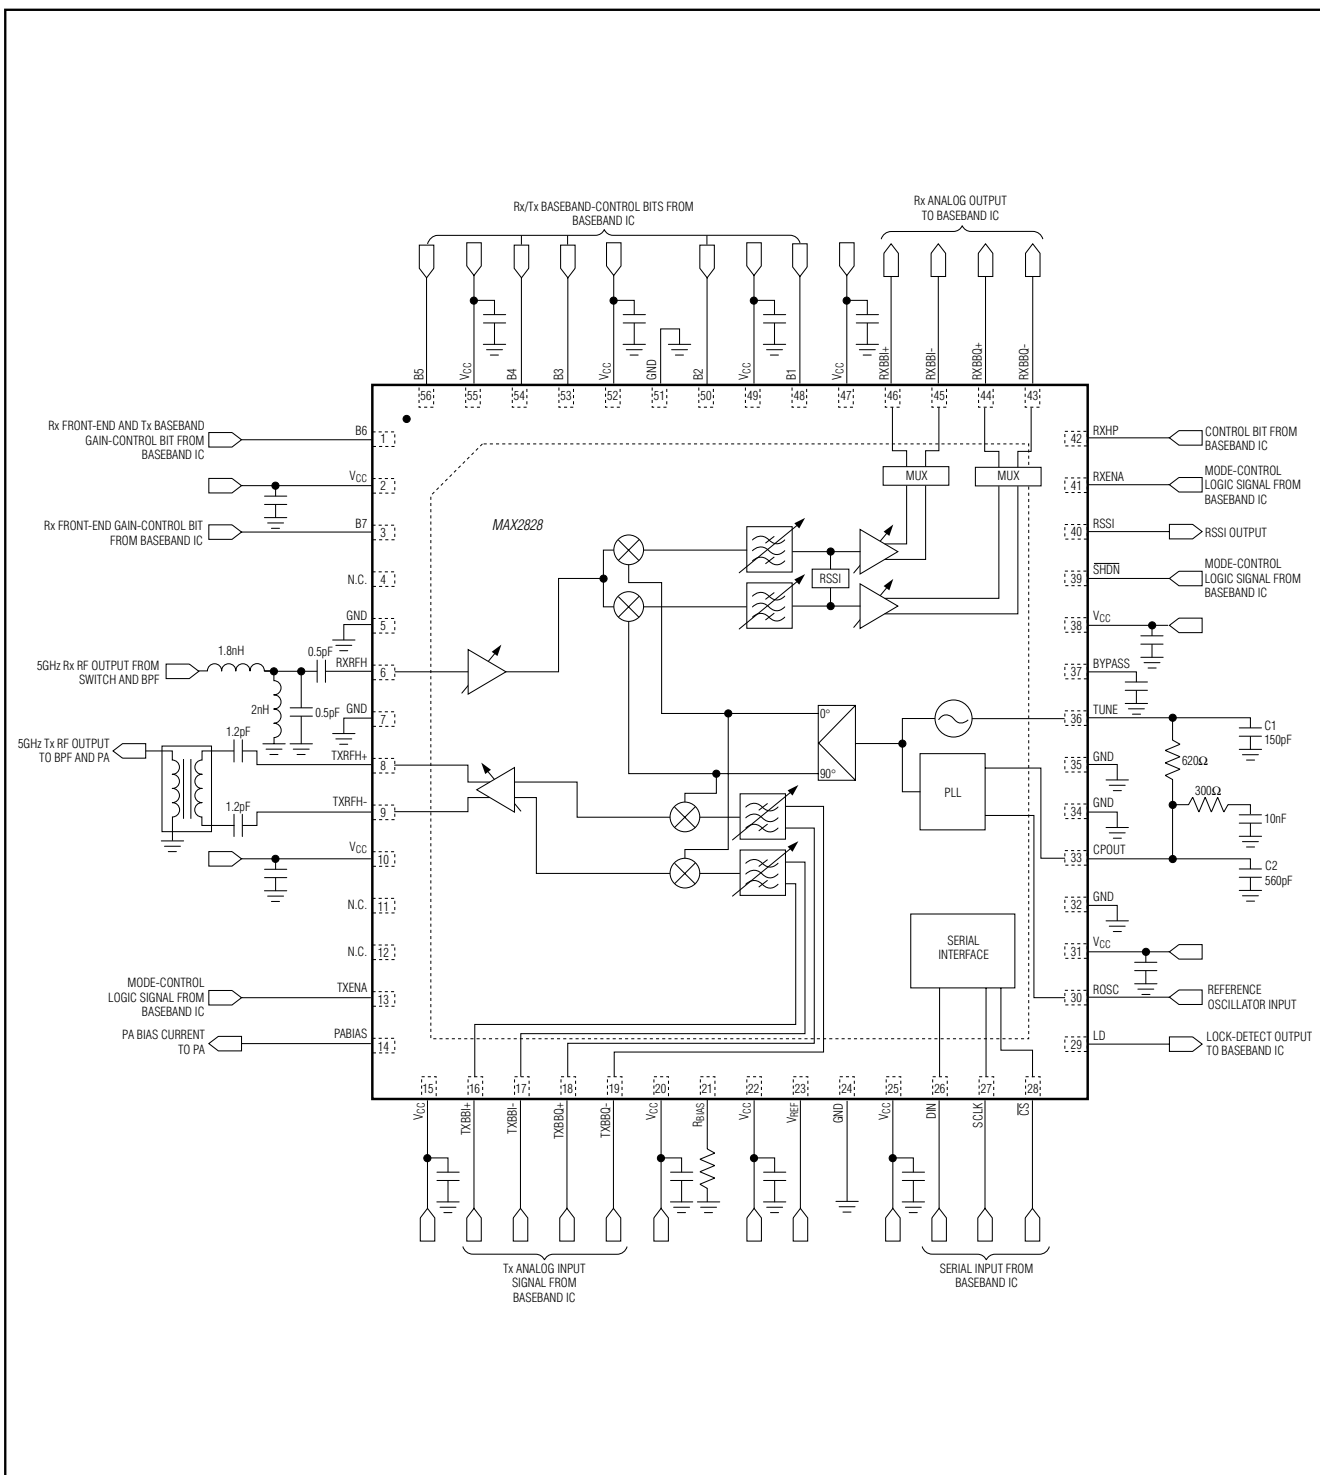 Rx/Tx BASEBAND-CONTROL BITS FROM
BASEBAND IC
Rx ANALOG OUTPUT
TO BASEBAND IC
B5
VCC
B4
B3
VCC
GND
B2
VCC
B1
VCC
RXBBI+
RXBBI-
RXBBQ+
RXBBQ-
56
55
54
53
52
51
50
49
48
47
46
45
44
43
Rx FRONT-END AND Tx BASEBAND
GAIN-CONTROL BIT FROM
BASEBAND IC
B6
1
VCC
2
Rx FRONT-END GAIN-CONTROL BIT
FROM BASEBAND IC
B7
3
N.C.
4
GND
5
5GHz Rx RF OUTPUT FROM
SWITCH AND BPF
1.8nH
0.5pF
RXRFH
6
2nH
0.5pF
GND
7
5GHz Tx RF OUTPUT
TO BPF AND PA
1.2pF
TXRFH+
8
1.2pF
TXRFH-
9
VCC
10
N.C.
11
N.C.
12
MODE-CONTROL
LOGIC SIGNAL FROM
BASEBAND IC
TXENA
13
PA BIAS CURRENT
TO PA
PABIAS
14
MAX2828
MUX
MUX
RSSI
0°
90°
PLL
SERIAL
INTERFACE
42
RXHP
CONTROL BIT FROM
BASEBAND IC
41
RXENA
MODE-CONTROL
LOGIC SIGNAL FROM
BASEBAND IC
40
RSSI
RSSI OUTPUT
39
SHDN
MODE-CONTROL
LOGIC SIGNAL FROM
BASEBAND IC
38
VCC
37
BYPASS
36
TUNE
C1
150pF
620Ω
35
GND
300Ω
10nF
34
GND
33
CPOUT
C2
560pF
32
GND
31
VCC
30
ROSC
REFERENCE
OSCILLATOR INPUT
29
LD
LOCK-DETECT OUTPUT
TO BASEBAND IC
15
16
17
18
19
20
21
22
23
24
25
26
27
28
VCC
TXBBI+
TXBBI-
TXBBQ+
TXBBQ-
VCC
RBIAS
VCC
VREF
GND
VCC
DIN
SCLK
CS
Tx ANALOG INPUT
SIGNAL FROM
BASEBAND IC
SERIAL INPUT FROM
BASEBAND IC